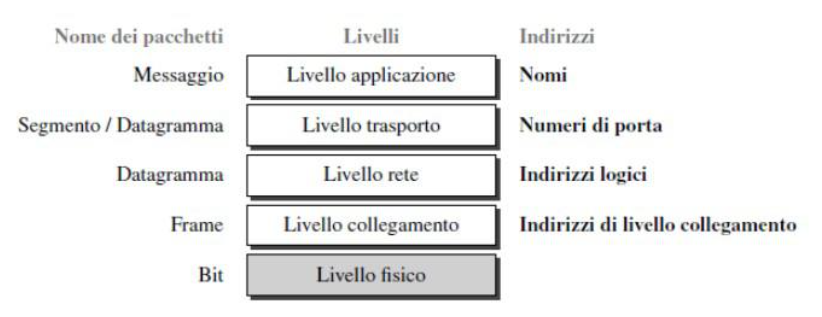 Nome dei pacchetti Livelli Indirizzi
Messaggio Livello applicazione Nomi
Segmento / Datagramma Livello trasporto Numeri di porta
Datagramma Livello rete Indirizzi logici
Frame Livello collegamento Indirizzi di livello collegamento
Bit Livello fisico